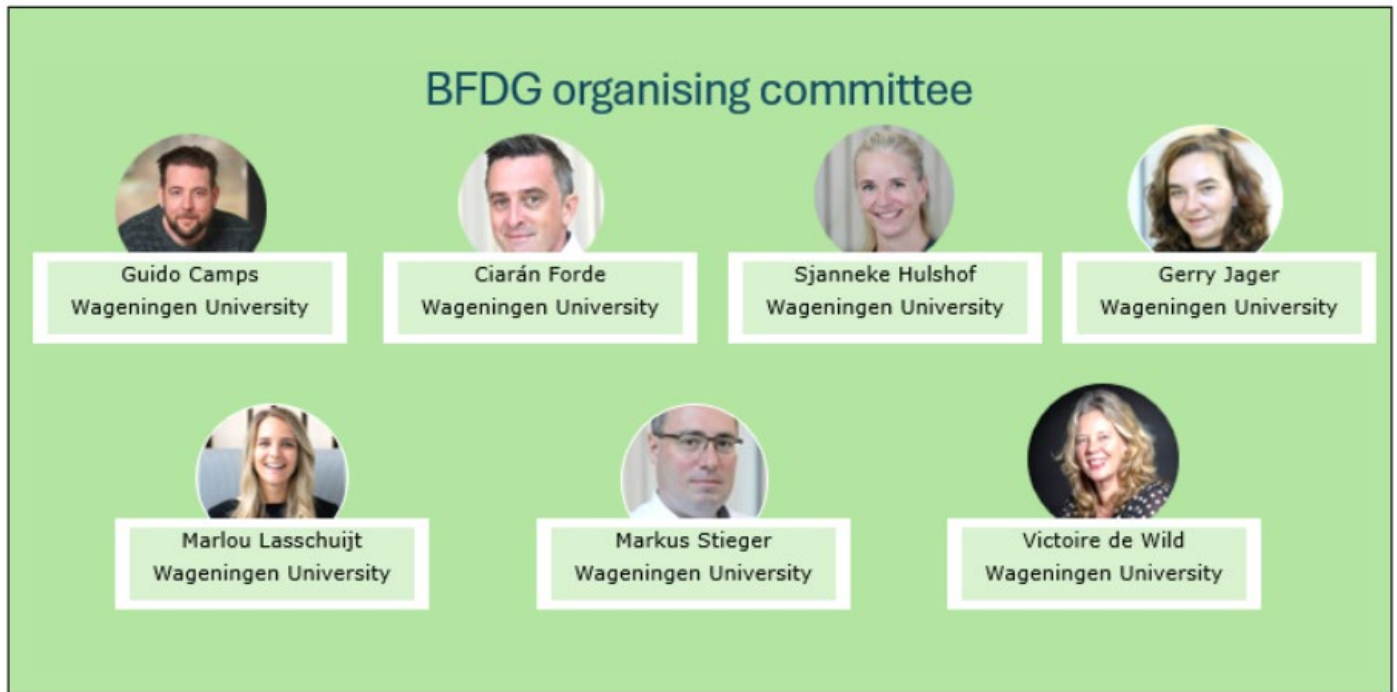 BFDG organising committee
Guido Camps
Wageningen University
Ciarán Forde
Wageningen University
Sjanneke Hulshof
Wageningen University
Gerry Jager
Wageningen University
Marlou Lasschuijt
Wageningen University
Markus Stieger
Wageningen University
Victoire de Wild
Wageningen University